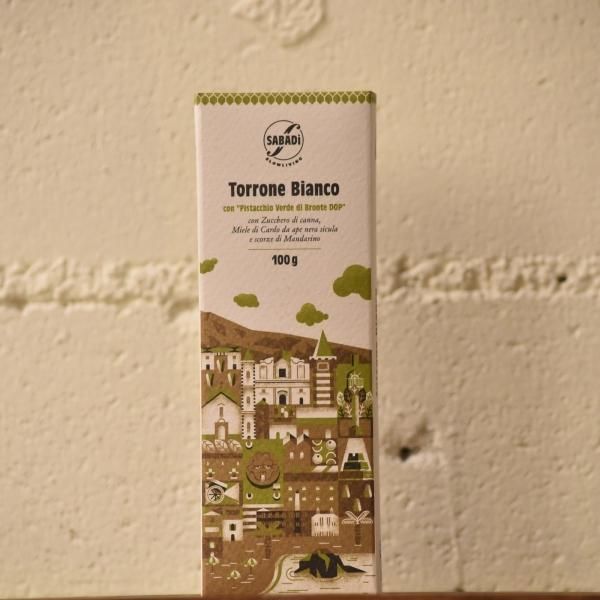 SABADÌ
SLOWLIVING
Torrone Bianco
con "Pistacchio Verde di Bronte DOP"
con Zucchero di canna,
Miele di Cardo da ape nera sicula
e scorze di Mandarino
100 g